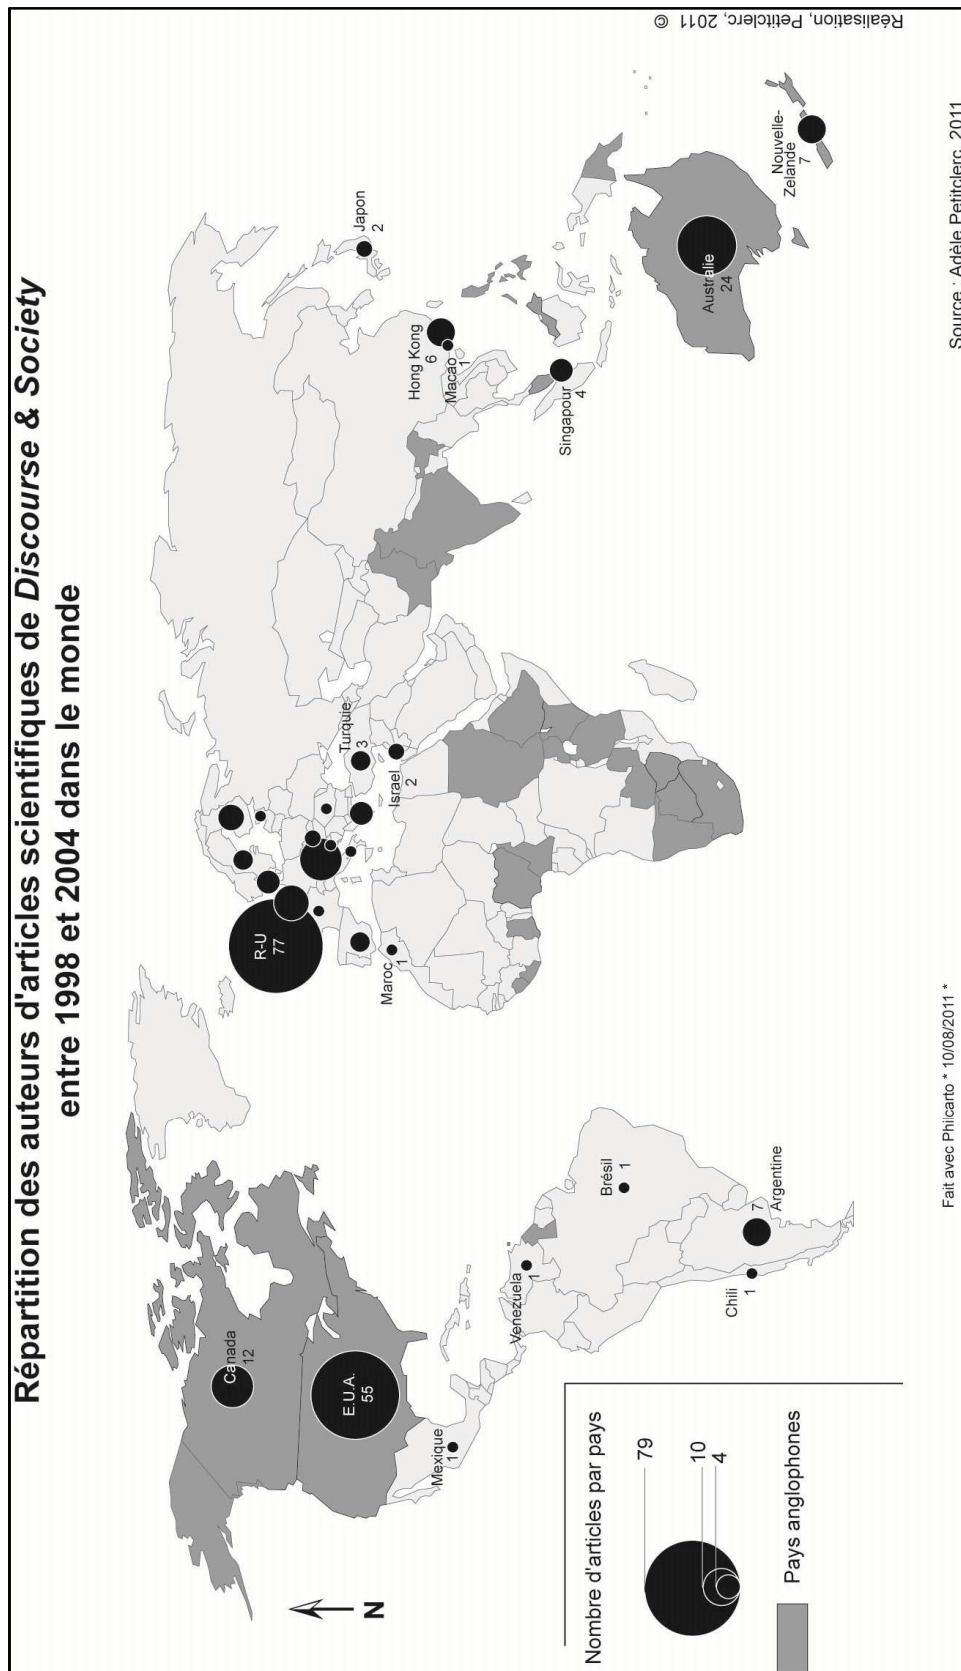 Répartition des auteurs d'articles scientifiques de Discourse & Society
entre 1998 et 2004 dans le monde
Canada
12
E.U.A.
55
Mexique
1
Venezuela
1
Brésil
1
Argentine
7
Chili
1
R-U
77
Maroc
1
Turquie
3
Israel
2
Japon
2
Hong Kong
6
Macao
1
Singapour
4
Australie
24
Nouvelle-
Zelande
7
N
Nombre d'articles par pays
79
10
4
Pays anglophones
Fait avec Philcarto * 10/08/2011 *
Source : Adèle Petitclerc, 2011
Réalisation, Petitclerc, 2011 ©